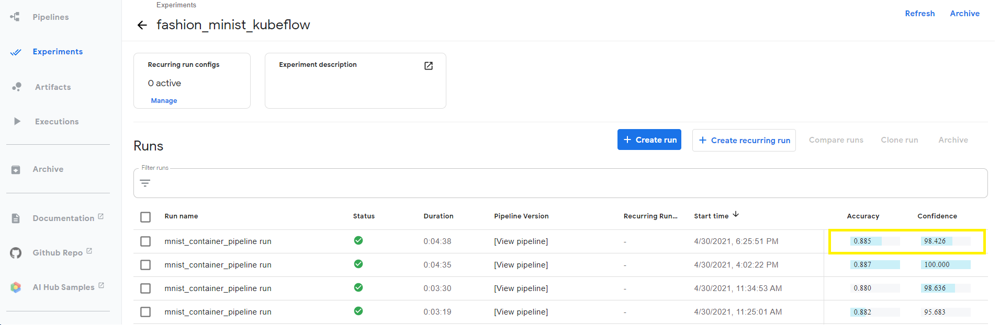 Pipelines
Experiments
Artifacts
Executions
Archive
Documentation
Github Repo
AI Hub Samples
Experiments
fashion_minist_kubeflow
Refresh Archive
Recurring run configs
0 active
Manage
Experiment description
Runs
+ Create run + Create recurring run Compare runs Clone run Archive
Filter runs
Run name Status Duration Pipeline Version Recurring Run... Start time Accuracy Confidence
mnist_container_pipeline run 0:04:38 [View pipeline] - 4/30/2021, 6:25:51 PM 0.885 98.426
mnist_container_pipeline run 0:04:35 [View pipeline] - 4/30/2021, 4:02:22 PM 0.887 100.000
mnist_container_pipeline run 0:03:30 [View pipeline] - 4/30/2021, 11:34:53 AM 0.880 98.636
mnist_container_pipeline run 0:03:19 [View pipeline] - 4/30/2021, 11:25:01 AM 0.882 95.683